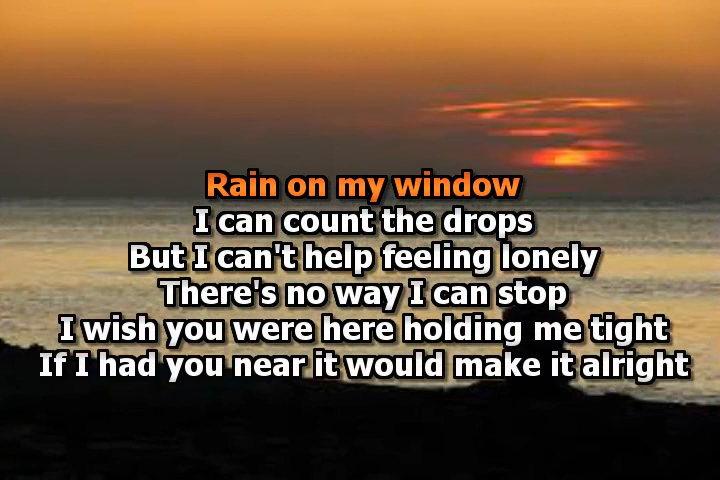 Rain on my window
I can count the drops
But I can't help feeling lonely
There's no way I can stop
I wish you were here holding me tight
If I had you near it would make it alright